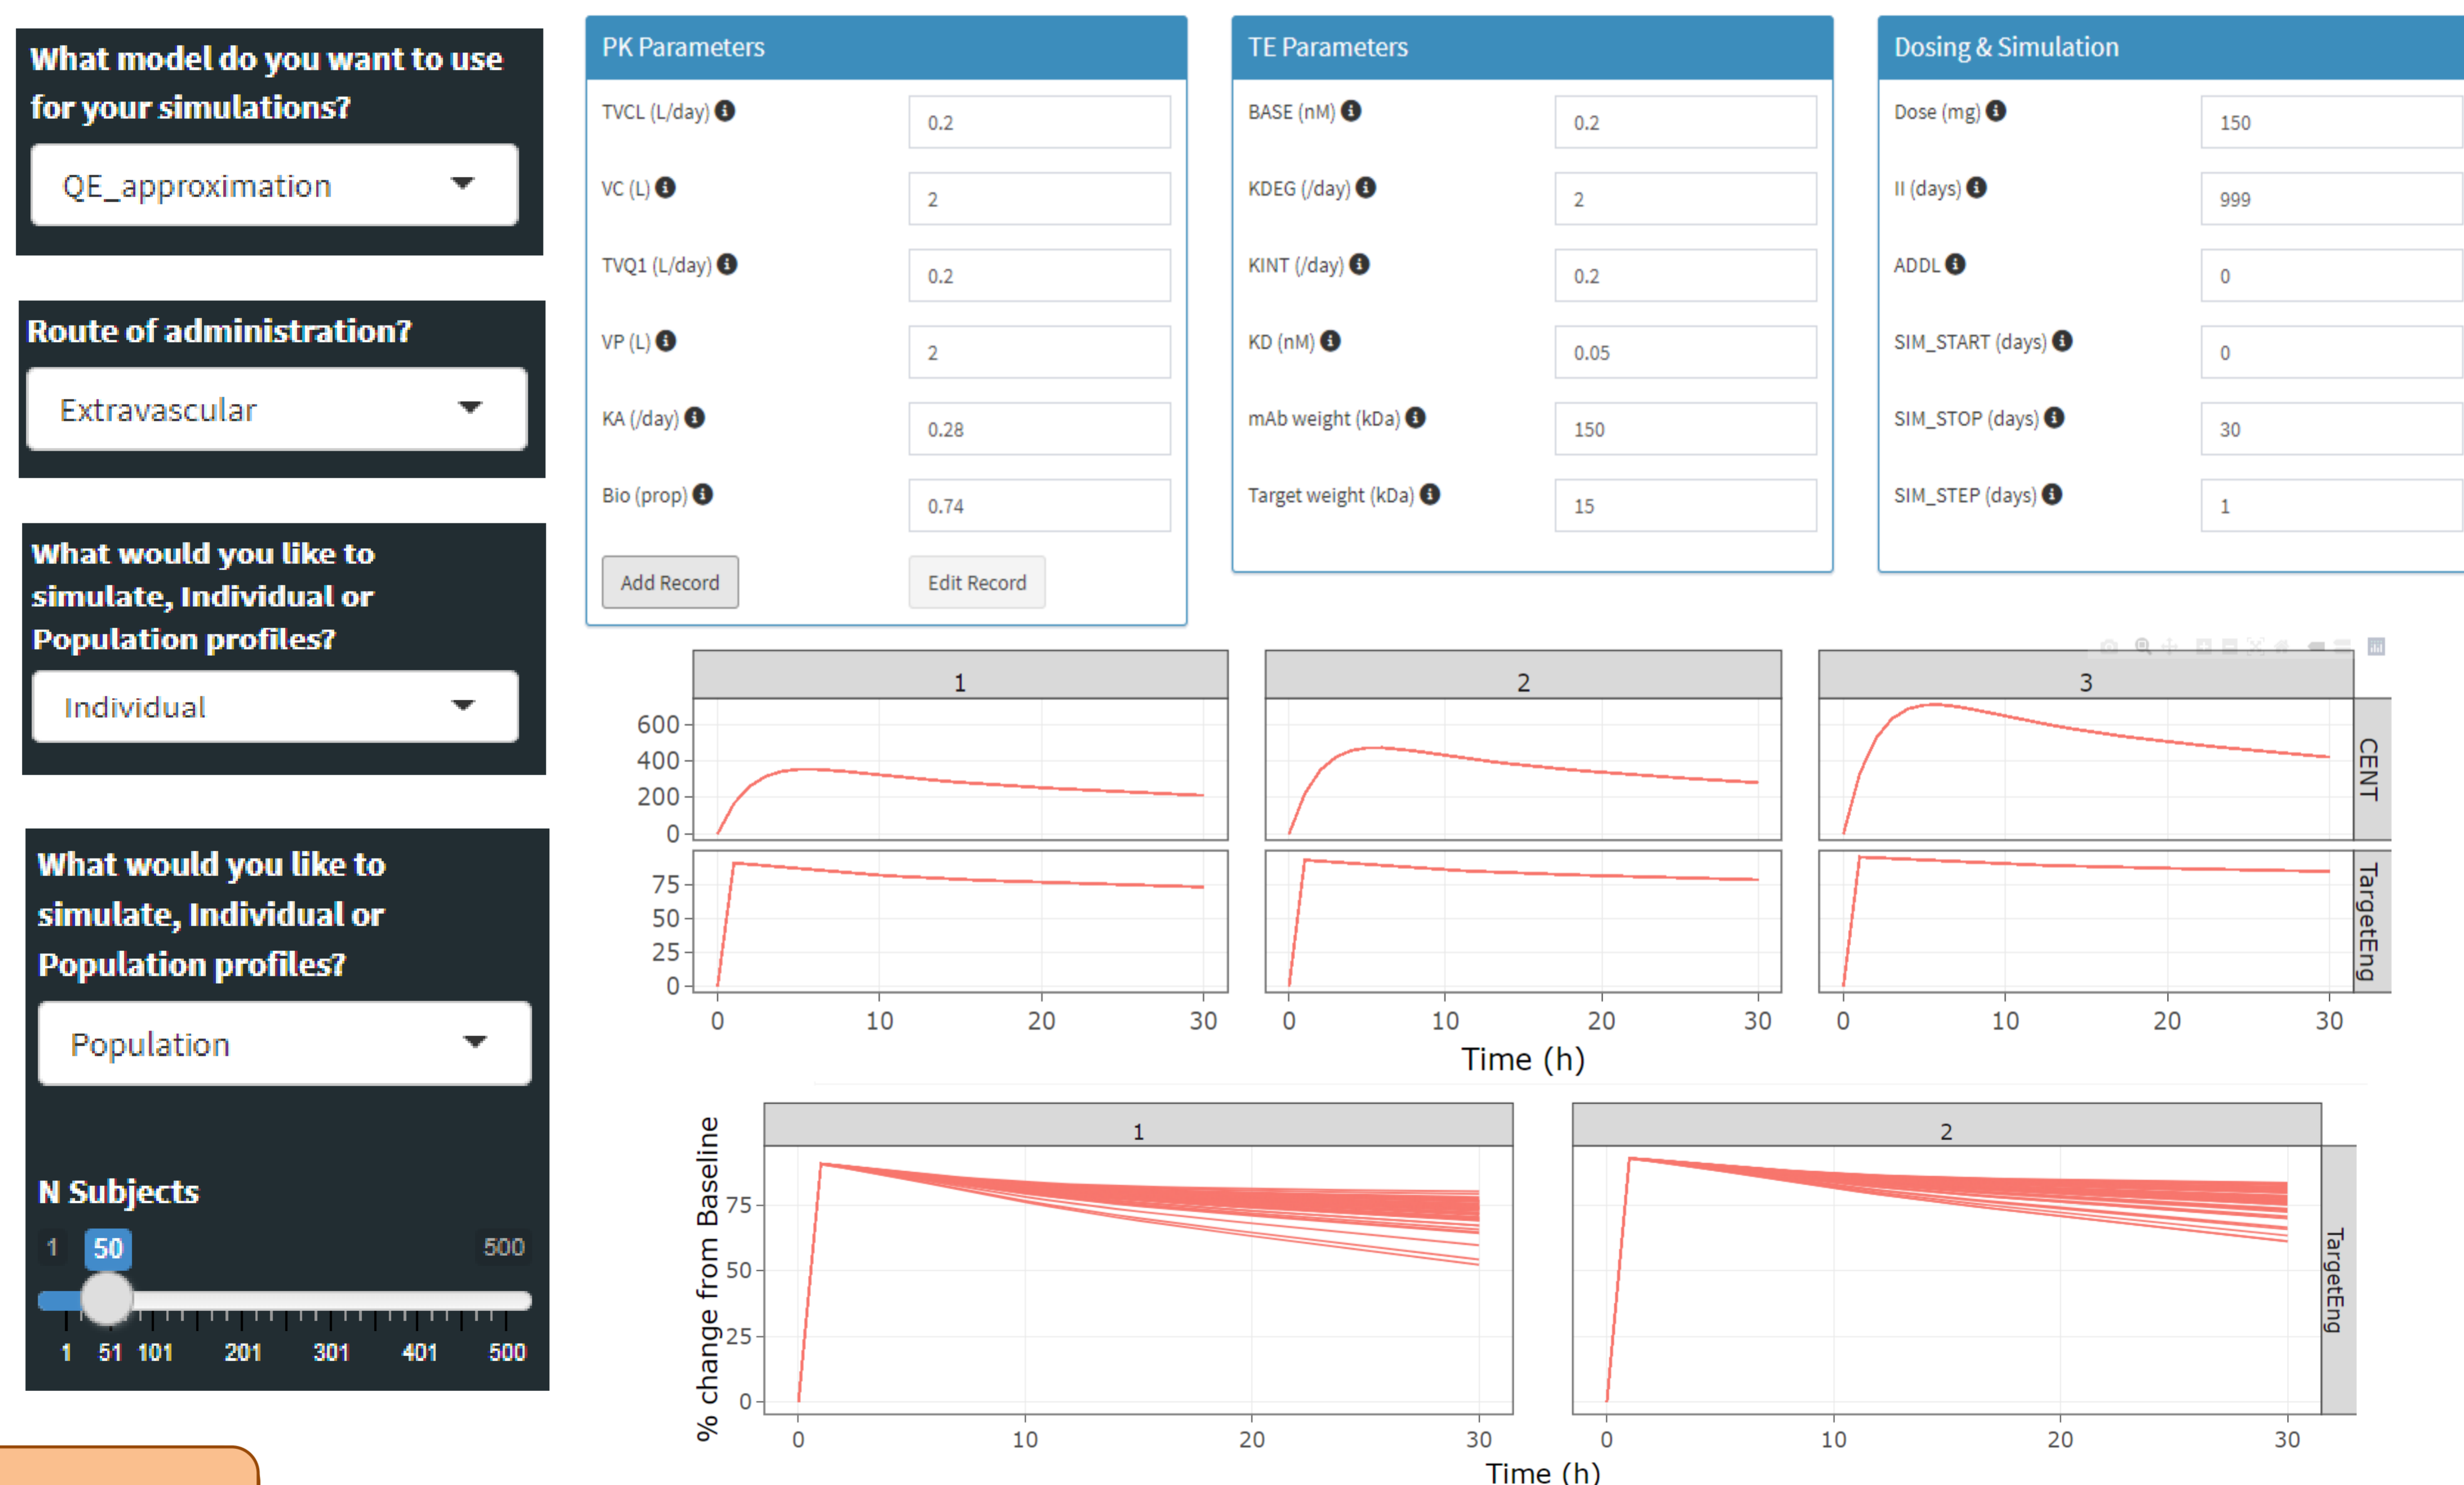 What model do you want to use
for your simulations?
QE_approximation
Route of administration?
Extravascular
What would you like to
simulate, Individual or
Population profiles?
Individual
What would you like to
simulate, Individual or
Population profiles?
Population
N Subjects
1 50 500
1 51 101 201 301 401 500
PK Parameters
TVCL (L/day) 0.2
VC (L) 2
TVQ1 (L/day) 0.2
VP (L) 2
KA (/day) 0.28
Bio (prop) 0.74
Add Record Edit Record
TE Parameters
BASE (nM) 0.2
KDEG (/day) 2
KINT (/day) 0.2
KD (nM) 0.05
mAb weight (kDa) 150
Target weight (kDa) 15
Dosing & Simulation
Dose (mg) 150
II (days) 999
ADDL 0
SIM_START (days) 0
SIM_STOP (days) 30
SIM_STEP (days) 1
1 2 3
600
400
200
0
CENT
75
50
25
0
TargetEng
0 10 20 30 0 10 20 30 0 10 20 30
Time (h)
1 2
% change from Baseline
75
50
25
0
TargetEng
0 10 20 30 0 10 20 30
Time (h)